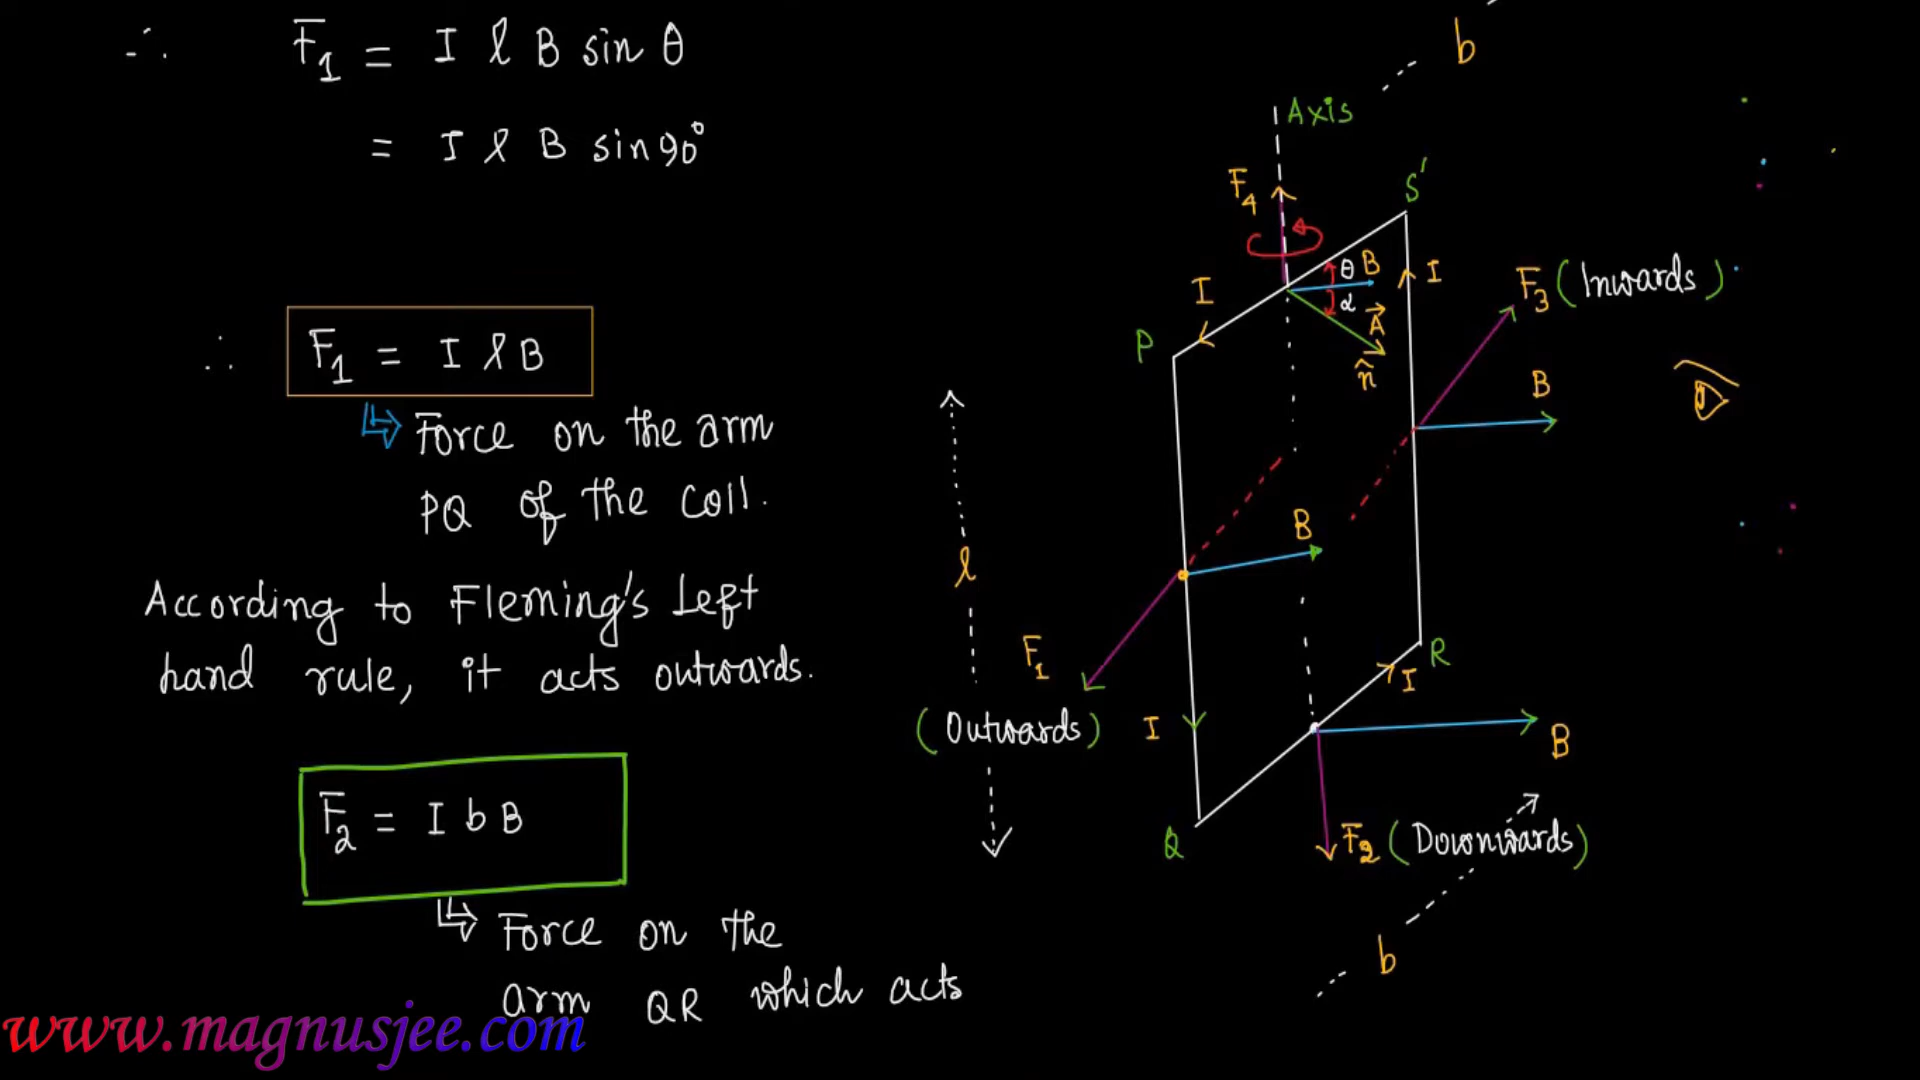 ∴ F₁ = I l B sin θ
= I l B sin 90°
∴ F₁ = I l B
↳ Force on the arm
PQ of the coil.
According to Fleming's Left
hand rule, it acts outwards.
F₂ = I b B
↳ Force on the
arm QR which acts
www.magnusjee.com
b
Axis
S'
F₄
θ B
I
I
F₃ (Inwards)
P
α
A⃗
n̂
B
B
l
F₁
R
I
(Outwards)
I
B
Q
F₂ (Downwards)
b